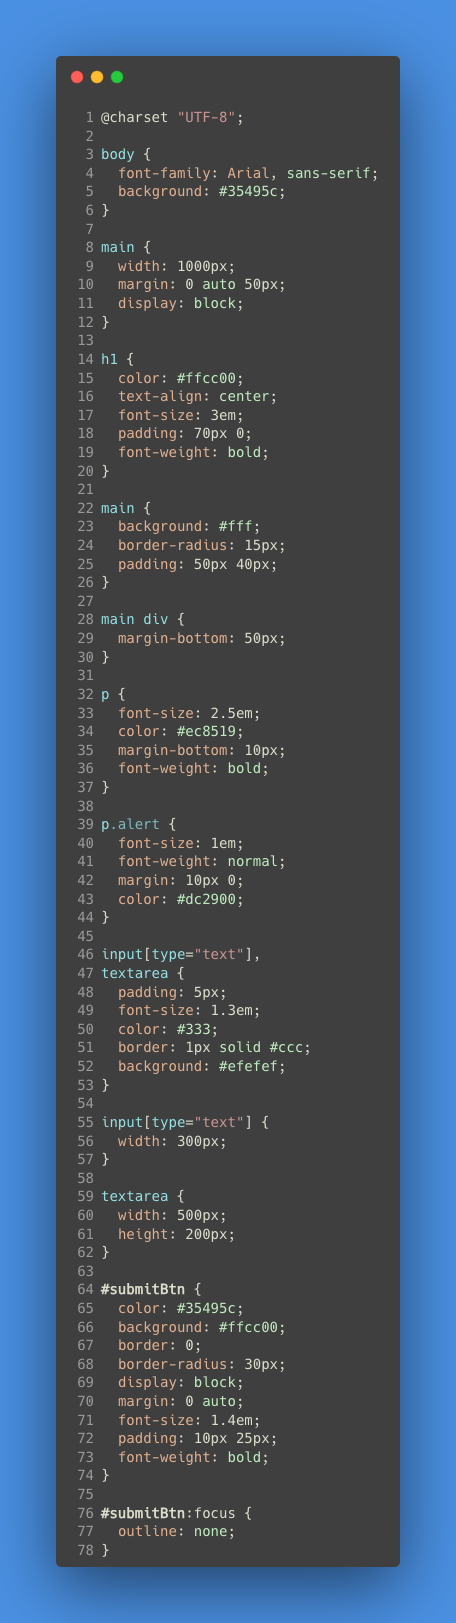 1 @charset "UTF-8";
2
3 body {
4   font-family: Arial, sans-serif;
5   background: #35495c;
6 }
7
8 main {
9   width: 1000px;
10   margin: 0 auto 50px;
11   display: block;
12 }
13
14 h1 {
15   color: #ffcc00;
16   text-align: center;
17   font-size: 3em;
18   padding: 70px 0;
19   font-weight: bold;
20 }
21
22 main {
23   background: #fff;
24   border-radius: 15px;
25   padding: 50px 40px;
26 }
27
28 main div {
29   margin-bottom: 50px;
30 }
31
32 p {
33   font-size: 2.5em;
34   color: #ec8519;
35   margin-bottom: 10px;
36   font-weight: bold;
37 }
38
39 p.alert {
40   font-size: 1em;
41   font-weight: normal;
42   margin: 10px 0;
43   color: #dc2900;
44 }
45
46 input[type="text"],
47 textarea {
48   padding: 5px;
49   font-size: 1.3em;
50   color: #333;
51   border: 1px solid #ccc;
52   background: #efefef;
53 }
54
55 input[type="text"] {
56   width: 300px;
57 }
58
59 textarea {
60   width: 500px;
61   height: 200px;
62 }
63
64 #submitBtn {
65   color: #35495c;
66   background: #ffcc00;
67   border: 0;
68   border-radius: 30px;
69   display: block;
70   margin: 0 auto;
71   font-size: 1.4em;
72   padding: 10px 25px;
73   font-weight: bold;
74 }
75
76 #submitBtn:focus {
77   outline: none;
78 }